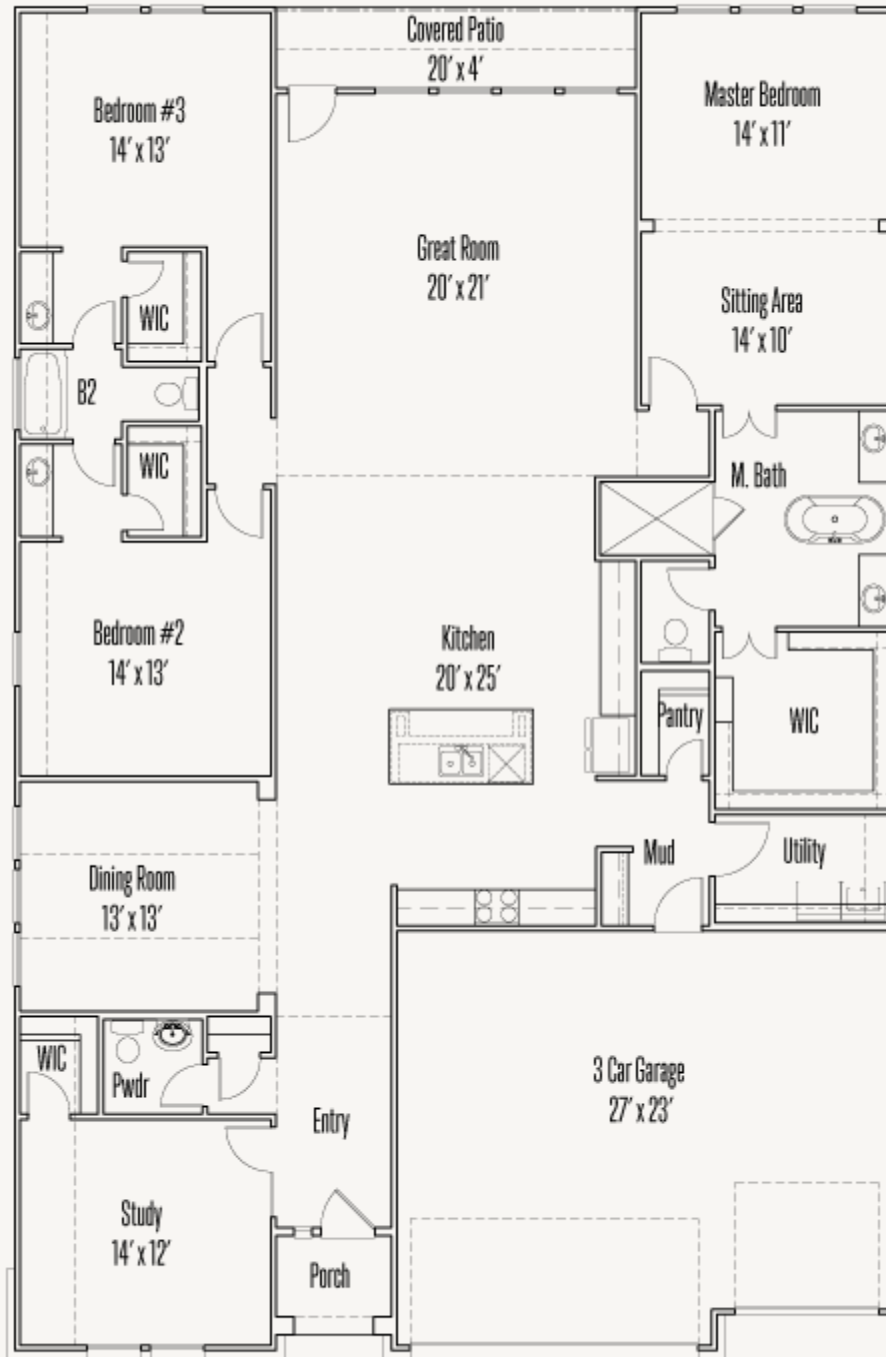 Covered Patio
20' x 4'
Bedroom #3
14' x 13'
Master Bedroom
14' x 11'
Great Room
20' x 21'
Sitting Area
14' x 10'
WIC
B2
WIC
M. Bath
Bedroom #2
14' x 13'
Kitchen
20' x 25'
Pantry
WIC
Dining Room
13' x 13'
Mud
Utility
WIC
Pwdr
3 Car Garage
27' x 23'
Entry
Study
14' x 12'
Porch